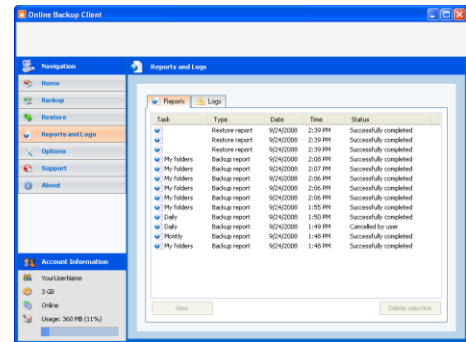 Online Backup Client
Navigation
Home
Backup
Restore
Reports and Logs
Options
Support
About
Account Information
YourUserName
3 GB
Online
Usage: 360 MB (11%)
Reports and Logs
Reports Logs
Task Type Date Time Status
Restore report 9/24/2008 2:39 PM Successfully completed
Restore report 9/24/2008 2:39 PM Successfully completed
Restore report 9/24/2008 2:39 PM Successfully completed
My folders Backup report 9/24/2008 2:08 PM Successfully completed
My folders Backup report 9/24/2008 2:07 PM Successfully completed
My folders Backup report 9/24/2008 2:06 PM Successfully completed
My folders Backup report 9/24/2008 2:06 PM Successfully completed
My folders Backup report 9/24/2008 2:06 PM Successfully completed
My folders Backup report 9/24/2008 1:55 PM Successfully completed
Daily Backup report 9/24/2008 1:50 PM Successfully completed
Daily Backup report 9/24/2008 1:49 PM Cancelled by user
Montly Backup report 9/24/2008 1:48 PM Successfully completed
My folders Backup report 9/24/2008 1:48 PM Successfully completed
View Delete selection